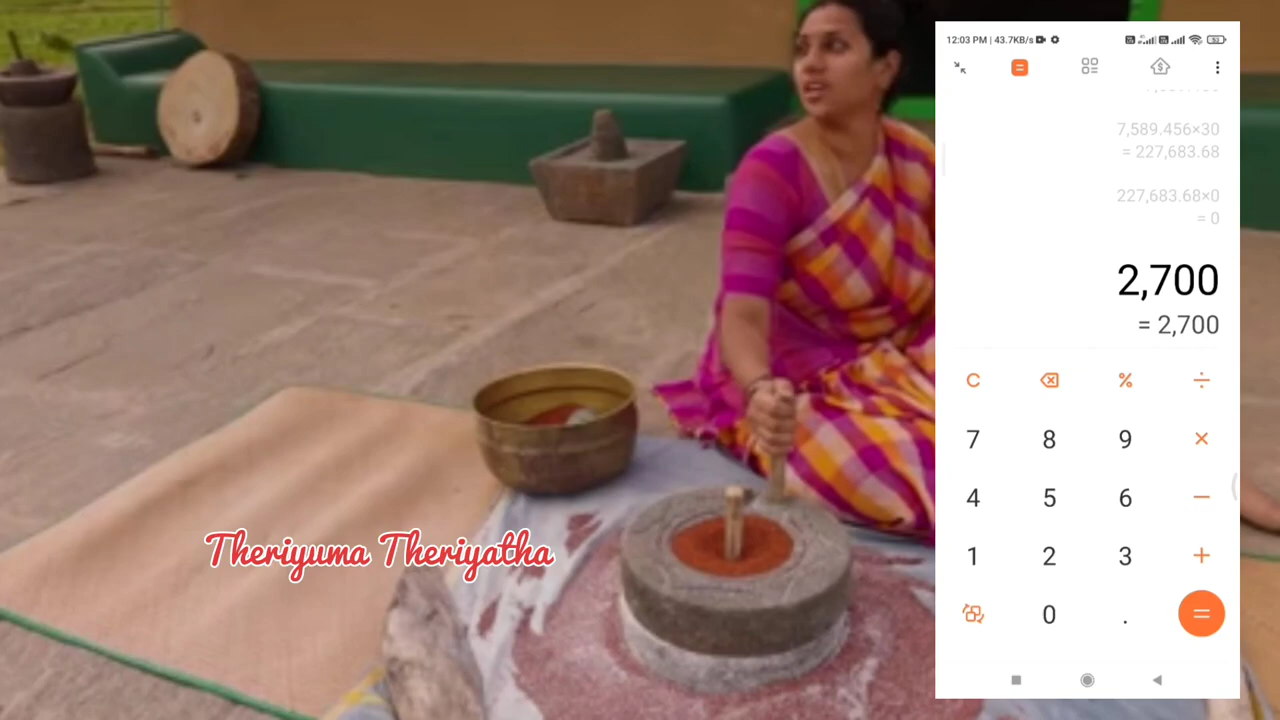 12:03 PM | 43.7KB/s
7,589.456×30
= 227,683.68
227,683.68×0
= 0
2,700
= 2,700
C % ÷
7 8 9 ×
4 5 6 −
1 2 3 +
0 . =
Theriyuma Theriyatha